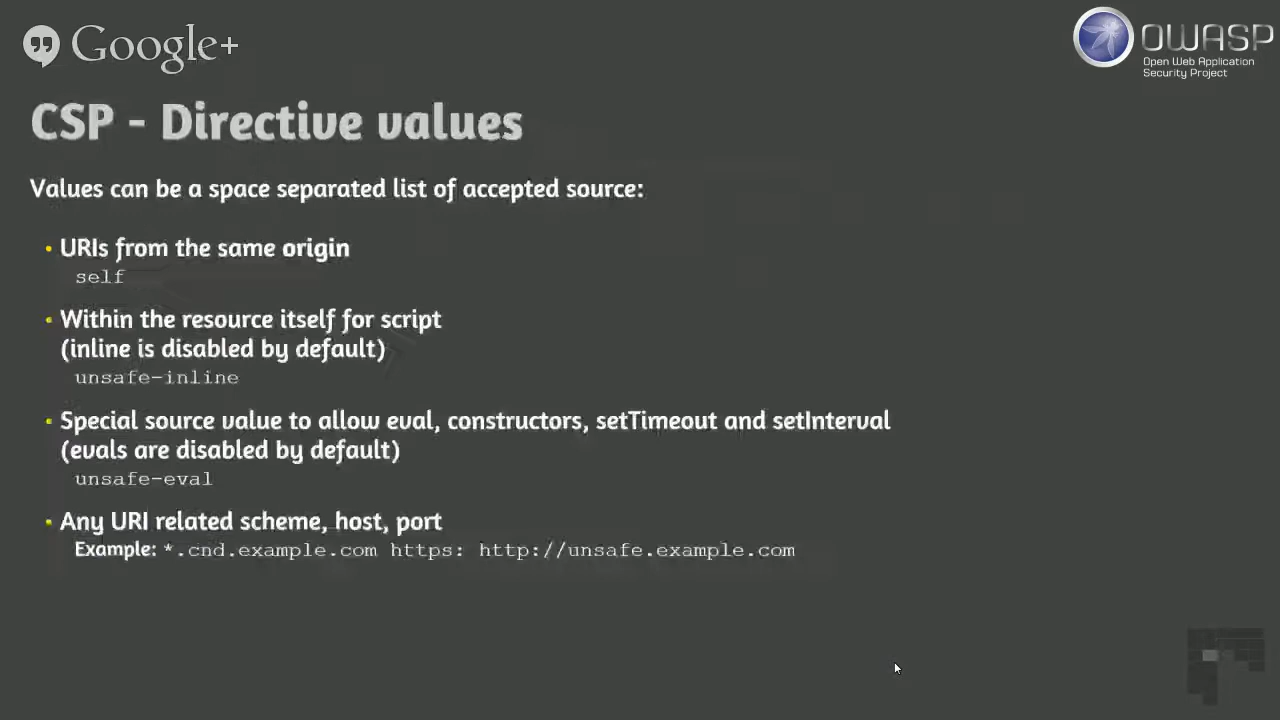 Google+
OWASP
Open Web Application
Security Project
CSP - Directive values
Values can be a space separated list of accepted source:
• URIs from the same origin
self
• Within the resource itself for script
(inline is disabled by default)
unsafe-inline
• Special source value to allow eval, constructors, setTimeout and setInterval
(evals are disabled by default)
unsafe-eval
• Any URI related scheme, host, port
Example: *.cnd.example.com https: http://unsafe.example.com